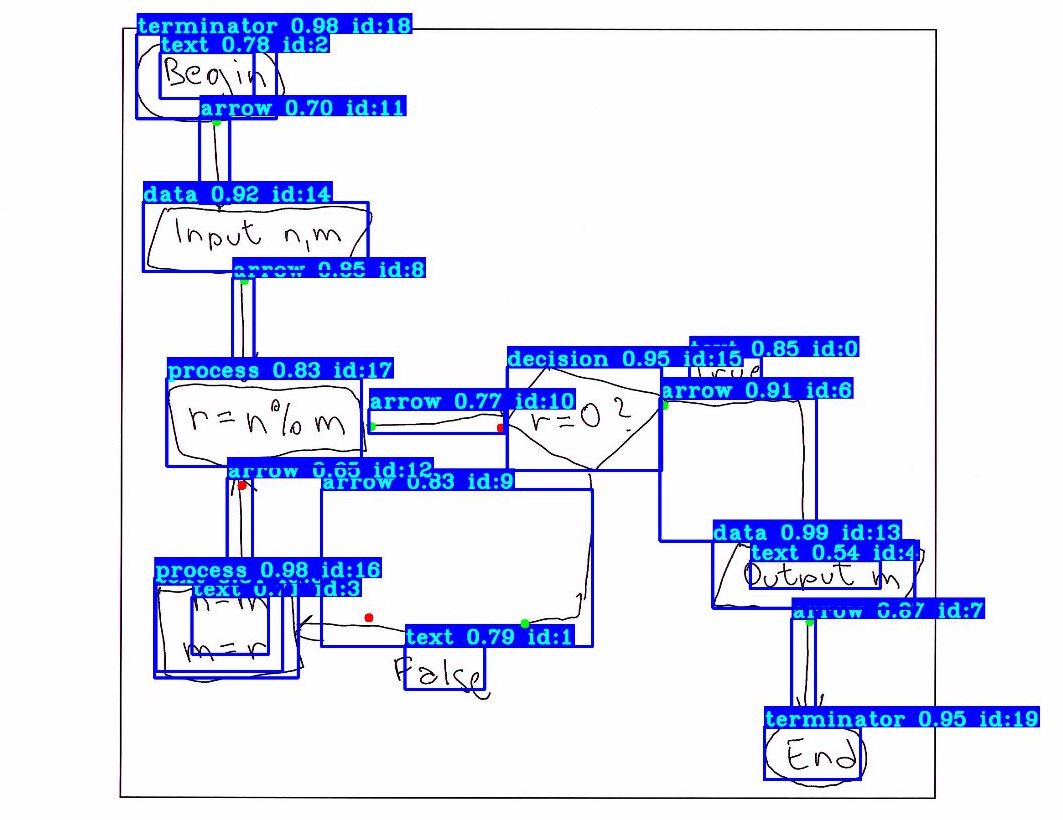 terminator 0.98 id:18
text 0.78 id:2
Begin
arrow 0.70 id:11
data 0.92 id:14
Input n,m
arrow 0.85 id:8
text 0.85 id:0
True
process 0.83 id:17
decision 0.95 id:15
arrow 0.77 id:10
arrow 0.91 id:6
r=n%m
r=0?
arrow 0.65 id:12
arrow 0.83 id:9
data 0.99 id:13
text 0.54 id:4
Output m
process 0.98 id:16
text 0.71 id:3
n=m
m=r
arrow 0.87 id:7
text 0.79 id:1
False
terminator 0.95 id:19
End